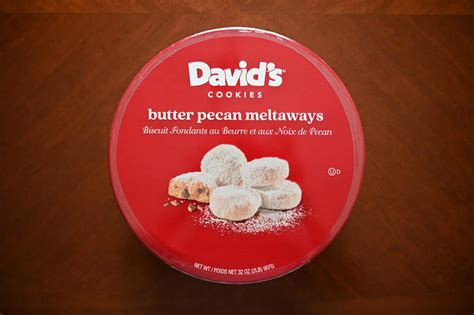 David's®
COOKIES
butter pecan meltaways
Biscuit Fondants au Beurre et aux Noix de Pecan
U D
NET WT / POIDS NET 32 OZ (2LB) 907G